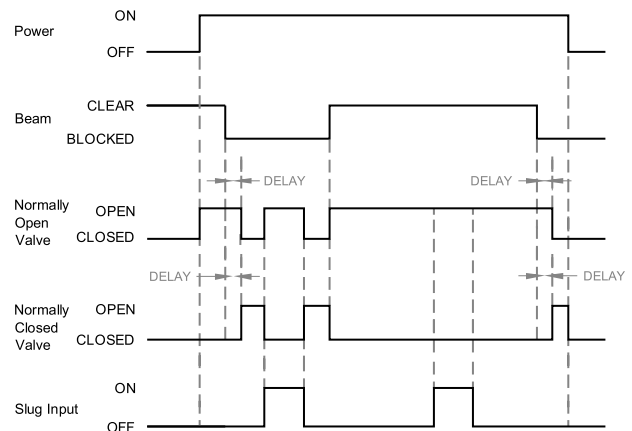 Power
ON
OFF
Beam
CLEAR
BLOCKED
DELAY
DELAY
Normally
Open
Valve
OPEN
CLOSED
DELAY
DELAY
Normally
Closed
Valve
OPEN
CLOSED
Slug Input
ON
OFF